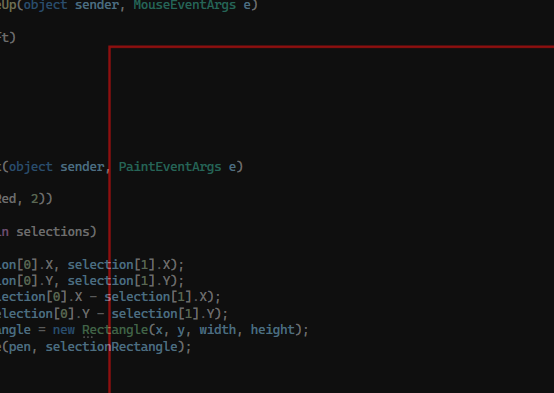 eUp(object sender, MouseEventArgs e)
ft)
t(object sender, PaintEventArgs e)
Red, 2))
in selections)
ion[0].X, selection[1].X);
ion[0].Y, selection[1].Y);
lection[0].X - selection[1].X);
election[0].Y - selection[1].Y);
angle = new Rectangle(x, y, width, height);
e(pen, selectionRectangle);